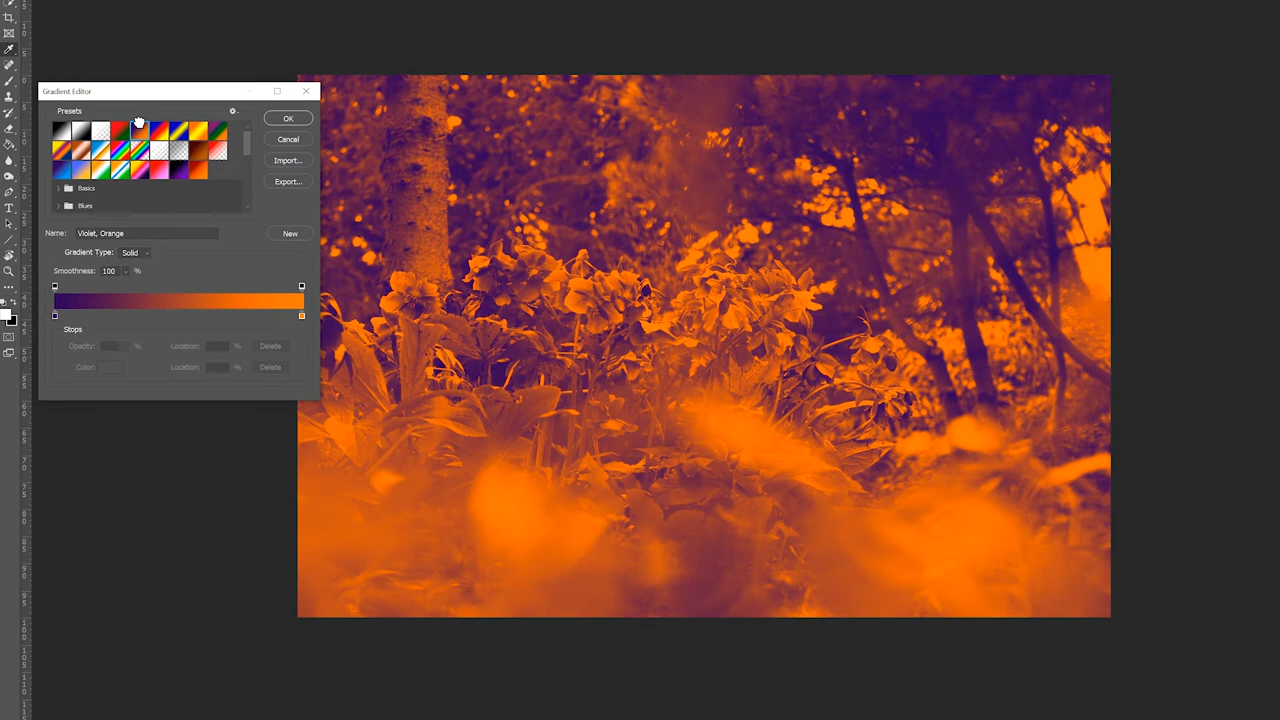 Gradient Editor
Presets
OK
Cancel
Import...
Export...
Basics
Blues
Name: Violet, Orange
New
Gradient Type: Solid
Smoothness: 100 %
Stops
Opacity: % Location: % Delete
Color: Location: % Delete